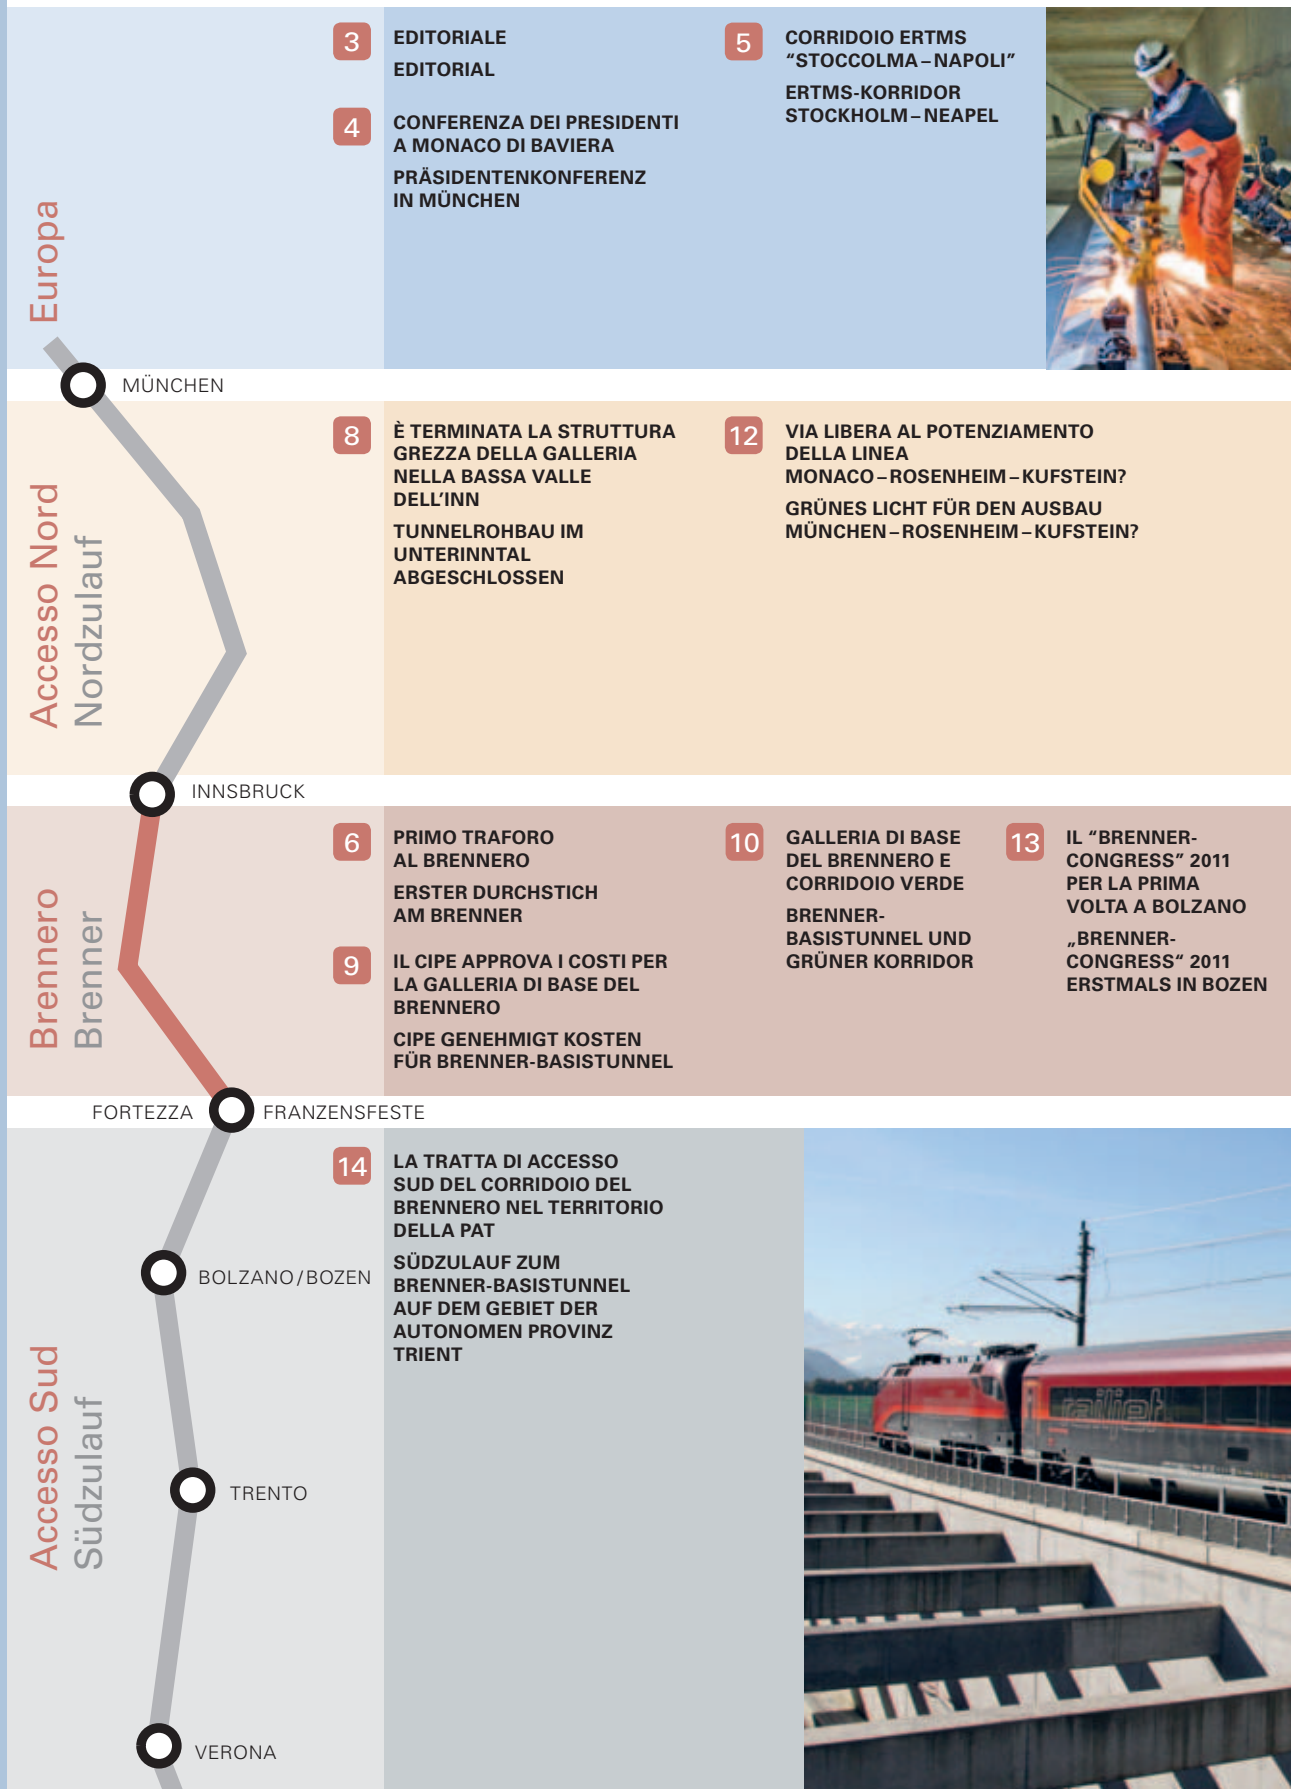 3
EDITORIALE
EDITORIAL
4
CONFERENZA DEI PRESIDENTI
A MONACO DI BAVIERA
PRÄSIDENTENKONFERENZ
IN MÜNCHEN
5
CORRIDOIO ERTMS
“STOCCOLMA–NAPOLI”
ERTMS-KORRIDOR
STOCKHOLM–NEAPEL
Europa
MÜNCHEN
8
È TERMINATA LA STRUTTURA
GREZZA DELLA GALLERIA
NELLA BASSA VALLE
DELL’INN
TUNNELROHBAU IM
UNTERINNTAL
ABGESCHLOSSEN
12
VIA LIBERA AL POTENZIAMENTO
DELLA LINEA
MONACO–ROSENHEIM–KUFSTEIN?
GRÜNES LICHT FÜR DEN AUSBAU
MÜNCHEN–ROSENHEIM–KUFSTEIN?
Accesso Nord
Nordzulauf
INNSBRUCK
6
PRIMO TRAFORO
AL BRENNERO
ERSTER DURCHSTICH
AM BRENNER
9
IL CIPE APPROVA I COSTI PER
LA GALLERIA DI BASE DEL
BRENNERO
CIPE GENEHMIGT KOSTEN
FÜR BRENNER-BASISTUNNEL
10
GALLERIA DI BASE
DEL BRENNERO E
CORRIDOIO VERDE
BRENNER-
BASISTUNNEL UND
GRÜNER KORRIDOR
13
IL “BRENNER-
CONGRESS” 2011
PER LA PRIMA
VOLTA A BOLZANO
„BRENNER-
CONGRESS“ 2011
ERSTMALS IN BOZEN
Brennero
Brenner
FORTEZZA
FRANZENSFESTE
14
LA TRATTA DI ACCESSO
SUD DEL CORRIDOIO DEL
BRENNERO NEL TERRITORIO
DELLA PAT
SÜDZULAUF ZUM
BRENNER-BASISTUNNEL
AUF DEM GEBIET DER
AUTONOMEN PROVINZ
TRIENT
BOLZANO/BOZEN
Accesso Sud
Südzulauf
TRENTO
VERONA
railjet